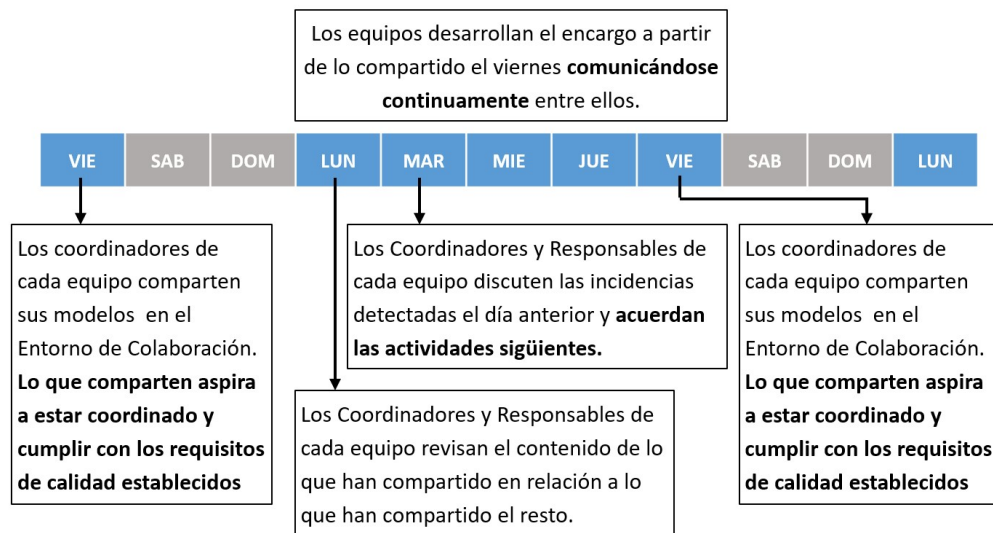 Los equipos desarrollan el encargo a partir
de lo compartido el viernes comunicándose
continuamente entre ellos.
VIE SAB DOM LUN MAR MIE JUE VIE SAB DOM LUN
Los coordinadores de
cada equipo comparten
sus modelos en el
Entorno de Colaboración.
Lo que comparten aspira
a estar coordinado y
cumplir con los requisitos
de calidad establecidos
Los Coordinadores y Responsables de
cada equipo discuten las incidencias
detectadas el día anterior y acuerdan
las actividades sigüientes.
Los Coordinadores y Responsables de
cada equipo revisan el contenido de lo
que han compartido en relación a lo
que han compartido el resto.
Los coordinadores de
cada equipo comparten
sus modelos en el
Entorno de Colaboración.
Lo que comparten aspira
a estar coordinado y
cumplir con los requisitos
de calidad establecidos